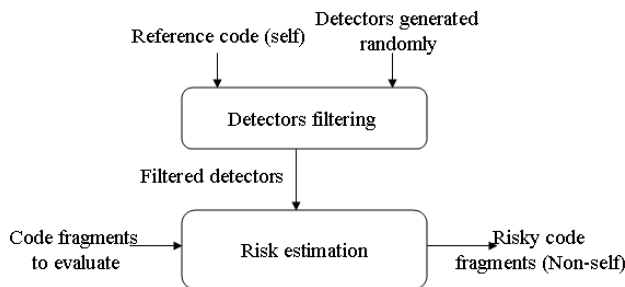 Detectors generated
randomly
Reference code (self)
Detectors filtering
Filtered detectors
Code fragments
to evaluate
Risk estimation
Risky code
fragments (Non-self)